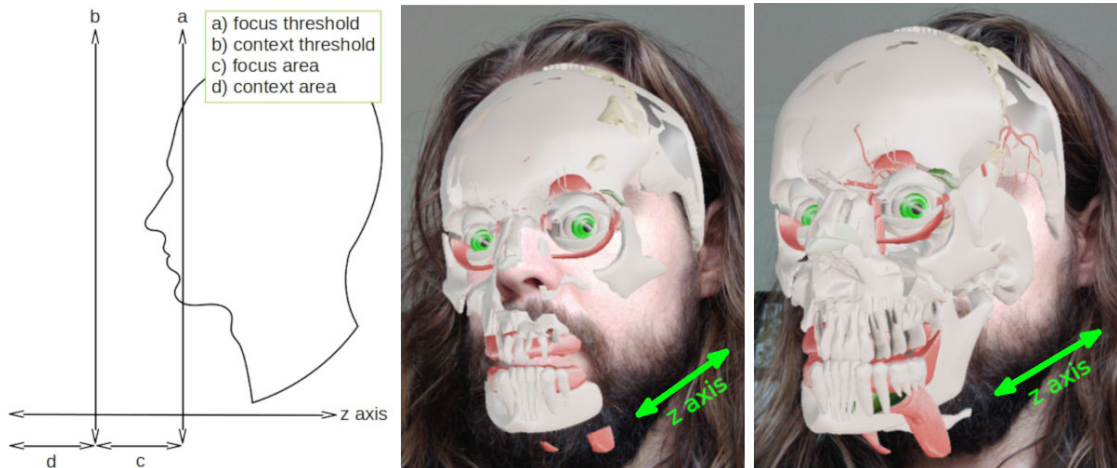 b
a
a) focus threshold
b) context threshold
c) focus area
d) context area
z axis
d
c
z axis
z axis